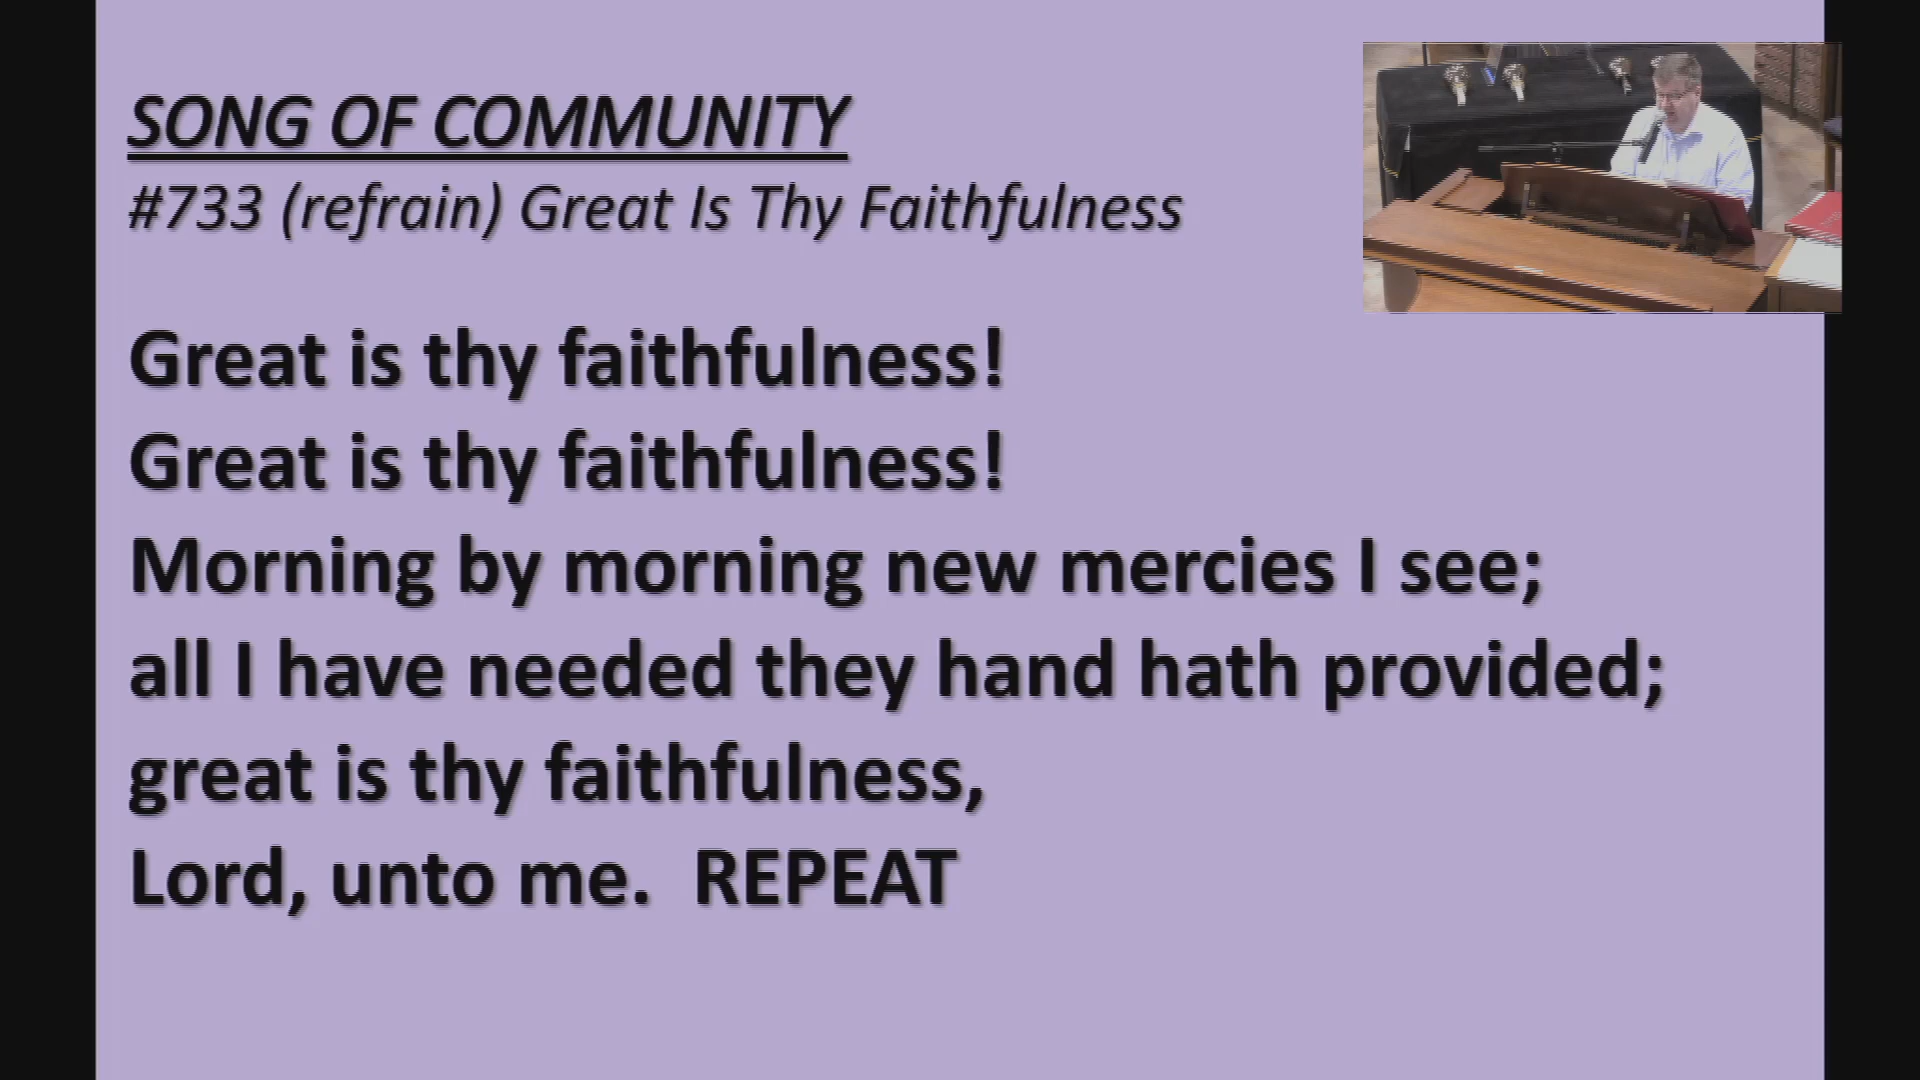 SONG OF COMMUNITY
#733 (refrain) Great Is Thy Faithfulness
Great is thy faithfulness!
Great is thy faithfulness!
Morning by morning new mercies I see;
all I have needed they hand hath provided;
great is thy faithfulness,
Lord, unto me.  REPEAT